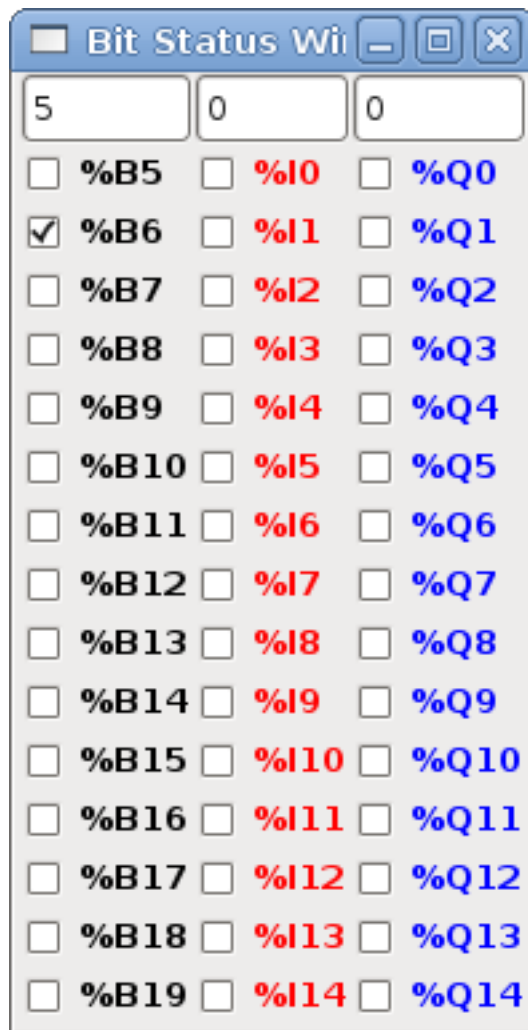 Bit Status Wi
5 0 0
%B5 %I0 %Q0
%B6 %I1 %Q1
%B7 %I2 %Q2
%B8 %I3 %Q3
%B9 %I4 %Q4
%B10 %I5 %Q5
%B11 %I6 %Q6
%B12 %I7 %Q7
%B13 %I8 %Q8
%B14 %I9 %Q9
%B15 %I10 %Q10
%B16 %I11 %Q11
%B17 %I12 %Q12
%B18 %I13 %Q13
%B19 %I14 %Q14